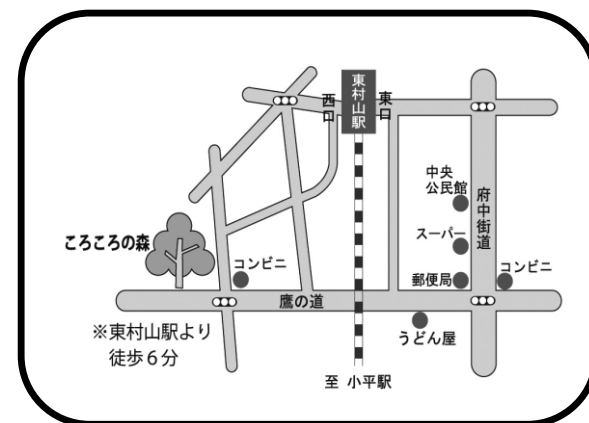 東村山駅
西口
東口
中央
公民館
府中街道
スーパー
ころころの森
コンビニ
郵便局
コンビニ
鷹の道
うどん屋
※東村山駅より
徒歩６分
至 小平駅